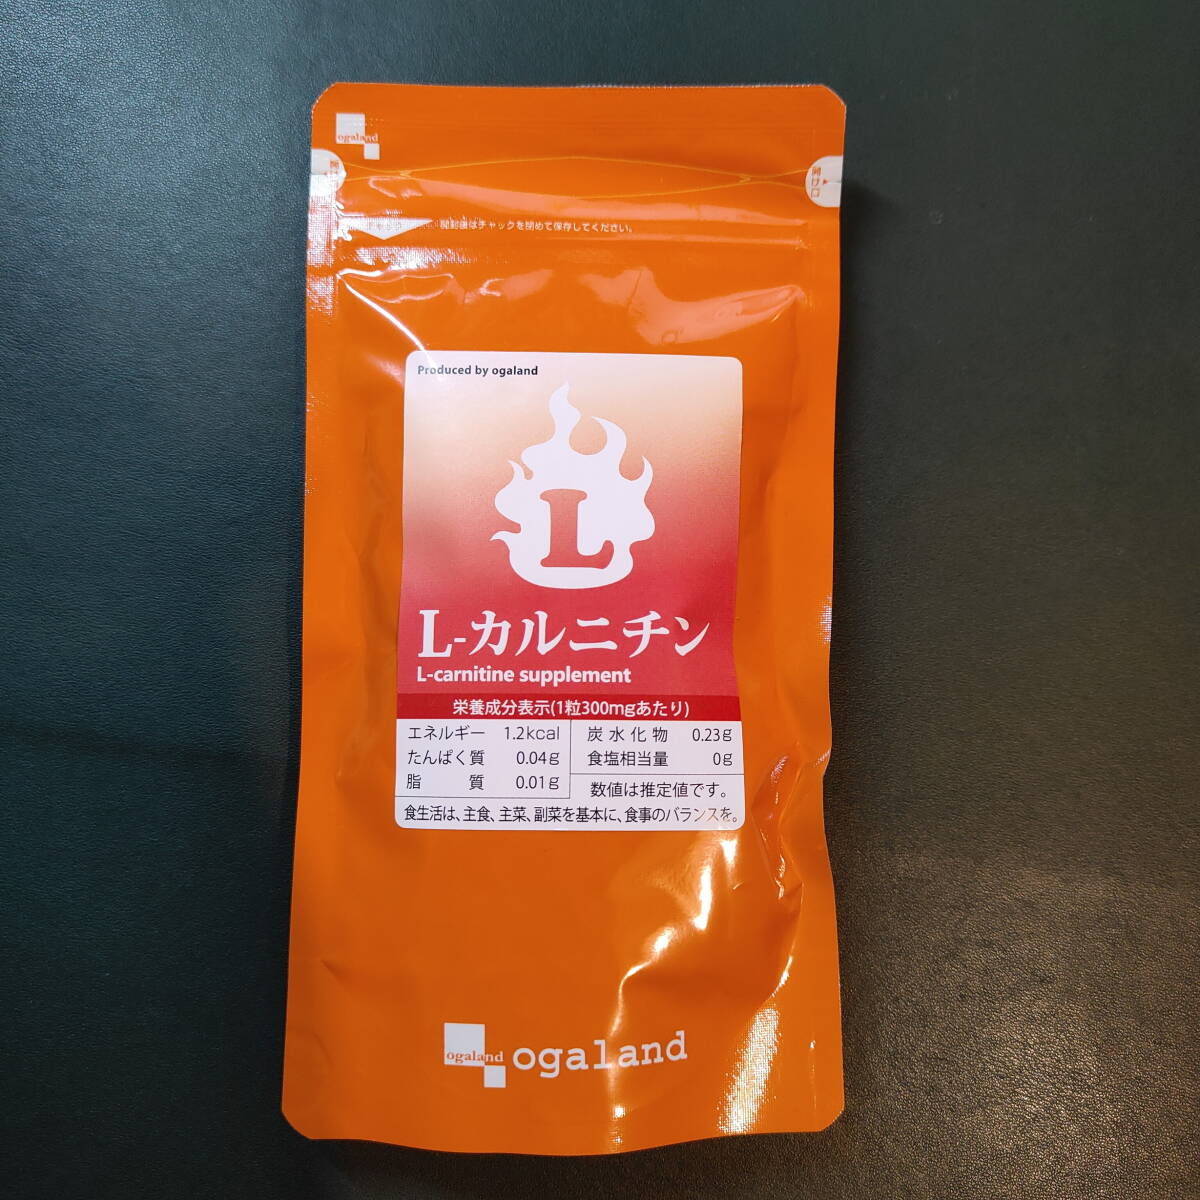 ogaland
開封口
開封後はチャックを閉めて保存してください。
Produced by ogaland
L
L-カルニチン
L-carnitine supplement
栄養成分表示(1粒300mgあたり)
エネルギー 1.2kcal 炭水化物 0.23g
たんぱく質 0.04g 食塩相当量 0g
脂質 0.01g 数値は推定値です。
食生活は、主食、主菜、副菜を基本に、食事のバランスを。
ogaland ogaland